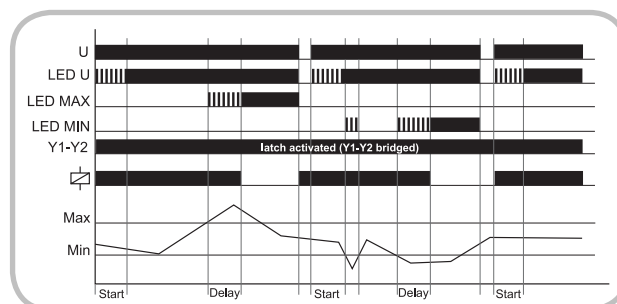 U
LED U
LED MAX
LED MIN
Y1-Y2 latch activated (Y1-Y2 bridged)
Max
Min
Start Delay Start Delay Start